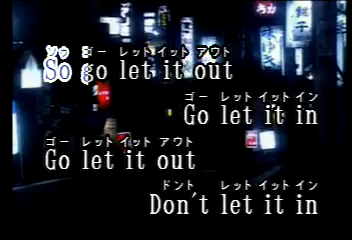 ソウ ゴー レット イット アウト
So go let it out
ゴー レット イット イン
Go let it in
ゴー レット イット アウト
Go let it out
ドント レット イット イン
Don't let it in